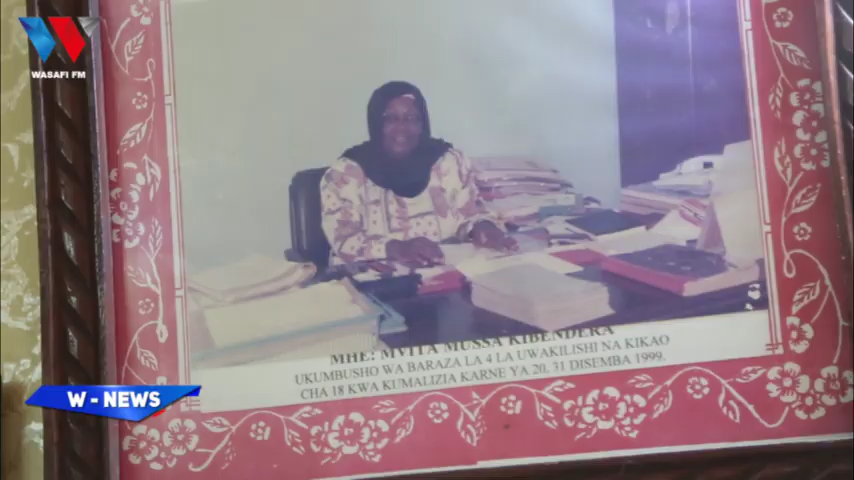 WASAFI FM
MHE: MVITA MUSSA KIBENDERA
UKUMBUSHO WA BARAZA LA 4 LA UWAKILISHI NA KIKAO
CHA 18 KWA KUMALIZIA KARNE YA 20, 31 DISEMBA 1999.
W - NEWS